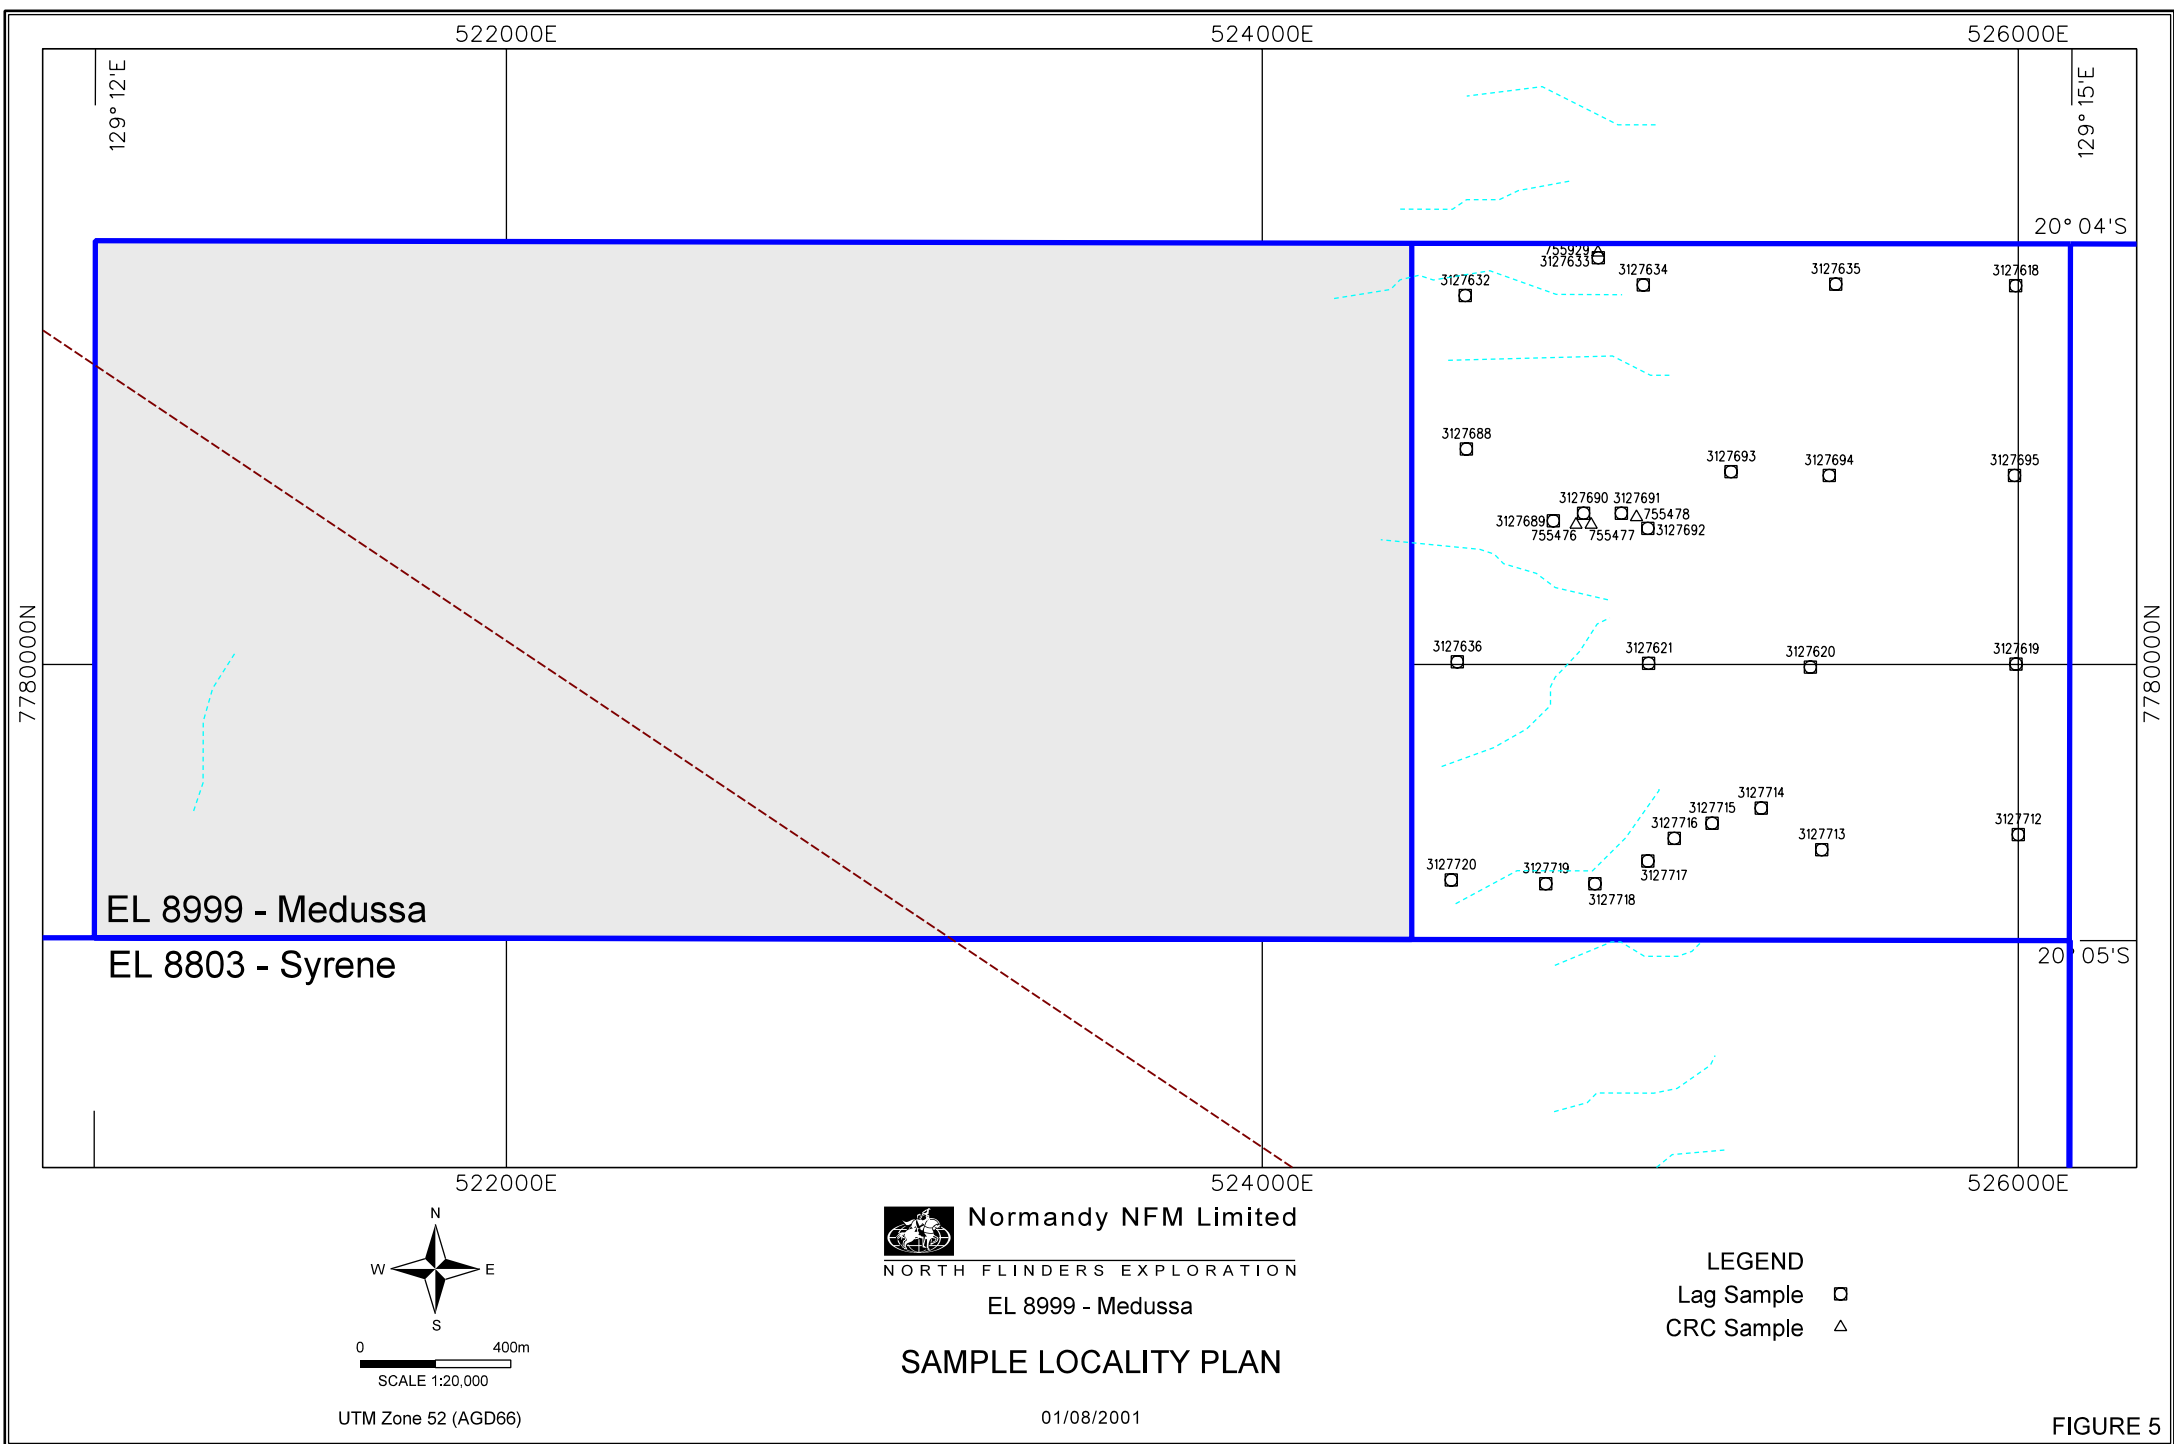 522000E 524000E 526000E
129° 12'E 129° 15'E
20° 04'S
755929
3127633
3127634
3127635
3127618
3127632
3127688
3127693
3127694
3127695
3127690
3127691
3127689
755478
755476
755477
3127692
7780000N
7780000N
3127636
3127621
3127620
3127619
3127714
3127715
3127716
3127713
3127712
3127720
3127719
3127717
3127718
EL 8999 - Medussa
EL 8803 - Syrene
20° 05'S
522000E 524000E 526000E
N
W E
S
0 400m
SCALE 1:20,000
UTM Zone 52 (AGD66)
Normandy NFM Limited
NORTH FLINDERS EXPLORATION
EL 8999 - Medussa
SAMPLE LOCALITY PLAN
01/08/2001
LEGEND
Lag Sample
CRC Sample
FIGURE 5